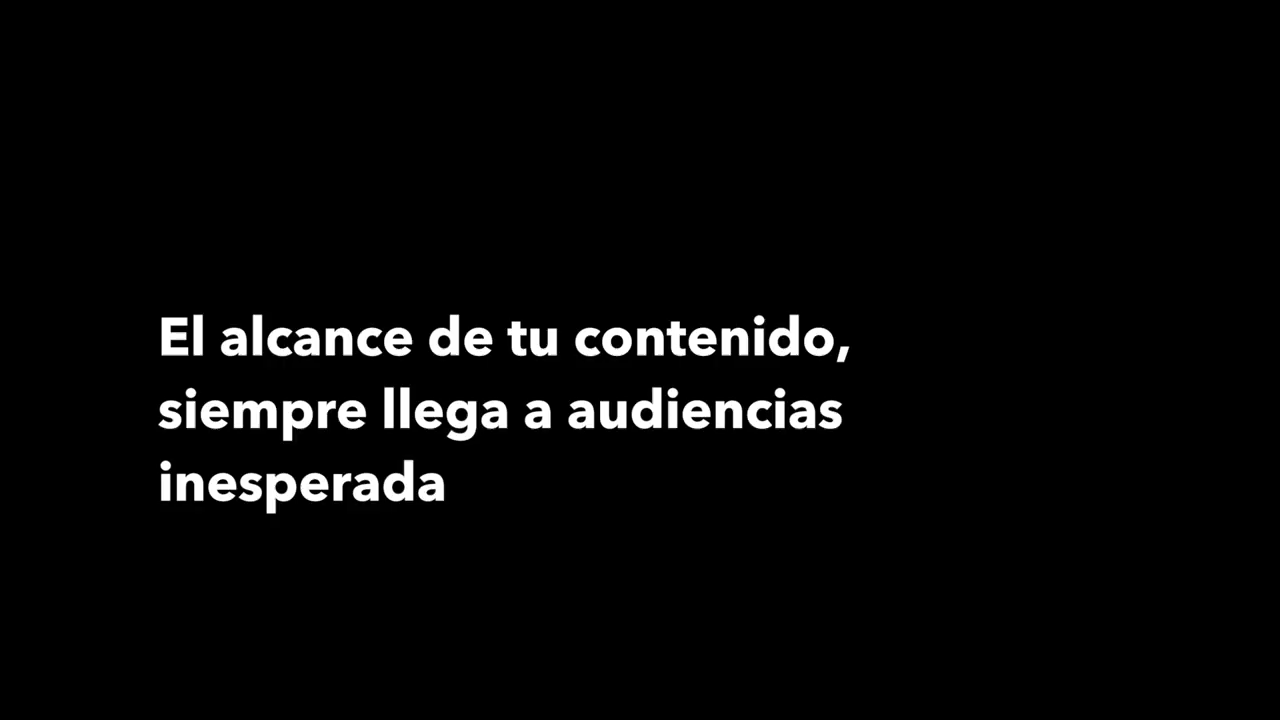 El alcance de tu contenido,
siempre llega a audiencias
inesperada